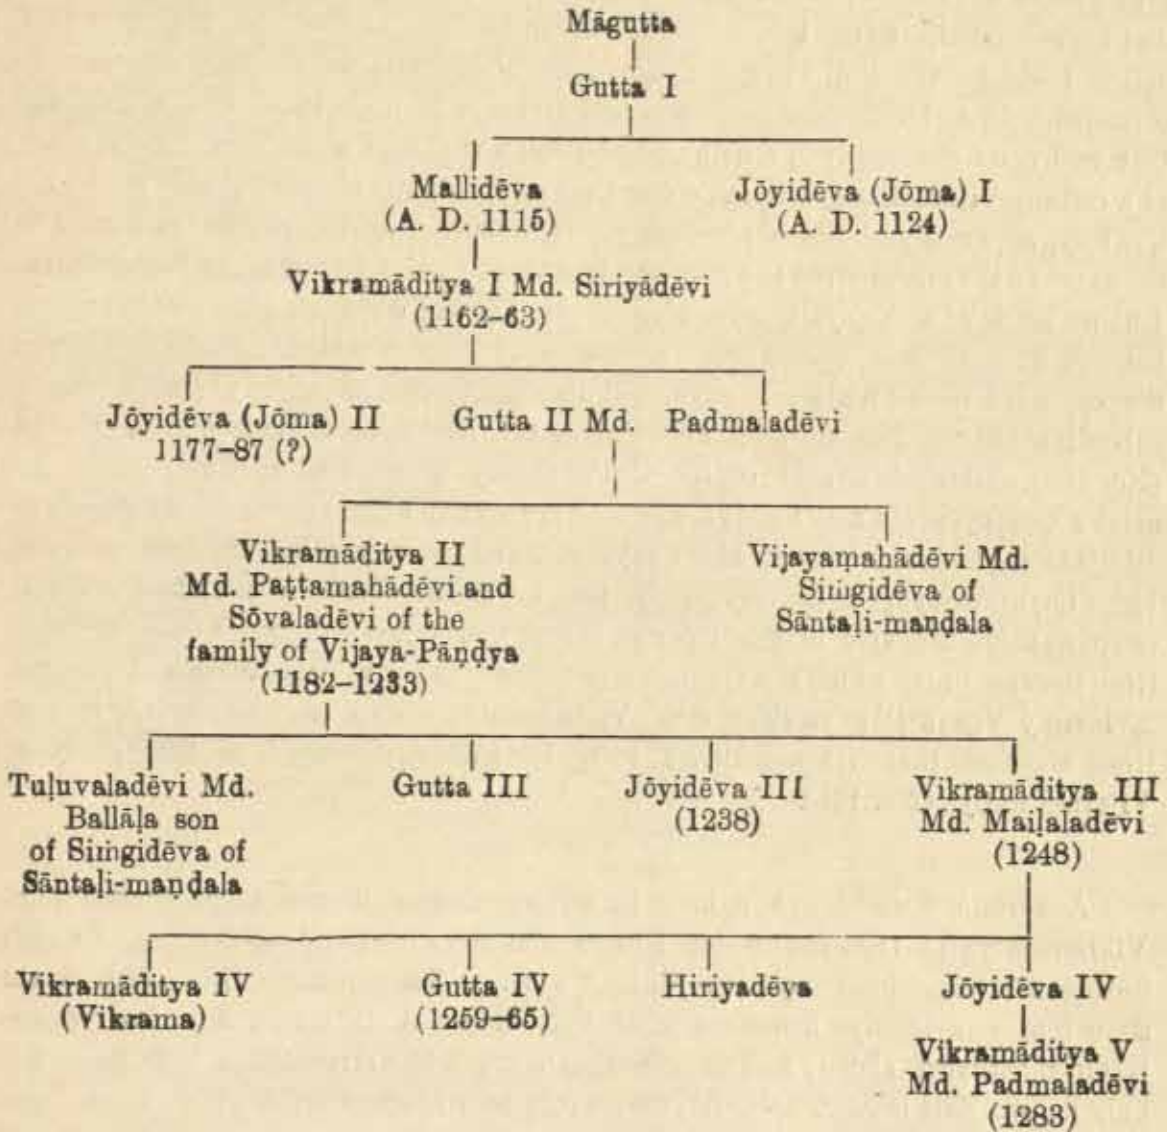 Māgutta
Gutta I
Mallidēva
(A. D. 1115)
Jōyidēva (Jōma) I
(A. D. 1124)
Vikramāditya I Md. Siriyādēvi
(1162–63)
Jōyidēva (Jōma) II
1177–87 (?)
Gutta II Md. Padmaladēvi
Vikramāditya II
Md. Paṭṭamahādēvi and
Sōvaladēvi of the
family of Vijaya-Pāṇḍya
(1182–1233)
Vijayaṃahādēvi Md.
Siṁgidēva of
Sāntaḷi-maṇḍala
Tuḷuvaladēvi Md.
Ballāḷa son
of Siṁgidēva of
Sāntaḷi-maṇḍala
Gutta III
Jōyidēva III
(1238)
Vikramāditya III
Md. Maiḷaladēvi
(1248)
Vikramāditya IV
(Vikrama)
Gutta IV
(1259–65)
Hiriyadēva
Jōyidēva IV
Vikramāditya V
Md. Padmaladēvi
(1283)